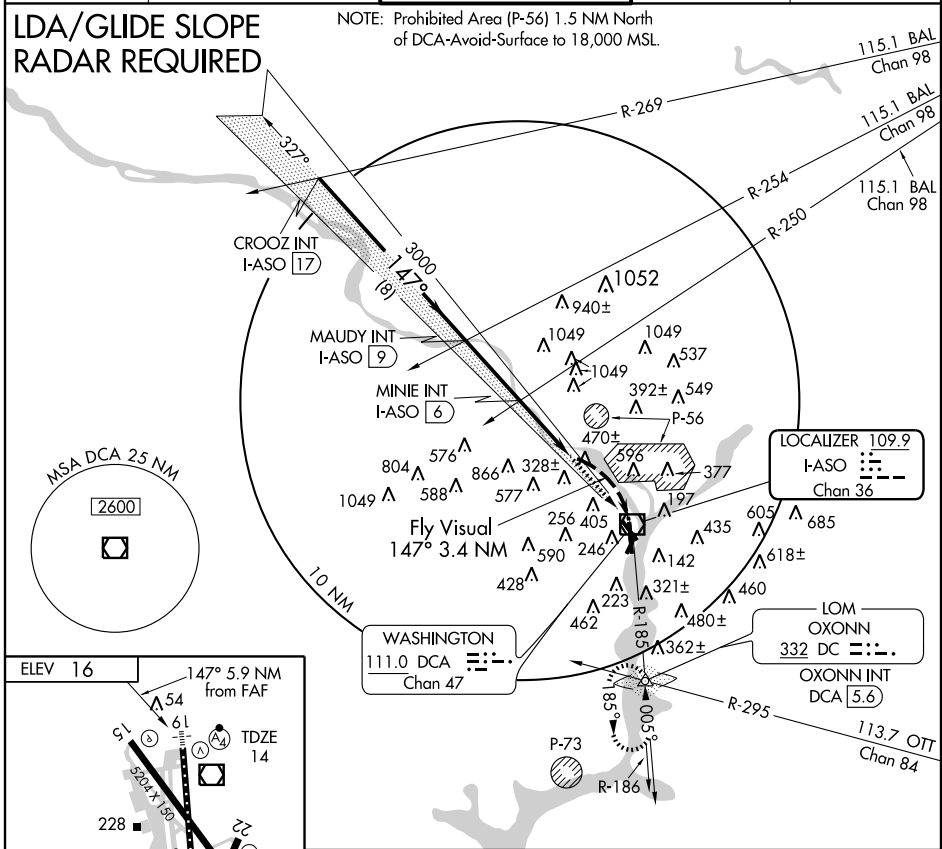 LDA/GLIDE SLOPE
RADAR REQUIRED
NOTE: Prohibited Area (P-56) 1.5 NM North
of DCA-Avoid-Surface to 18,000 MSL.
115.1 BAL
Chan 98
R-269
115.1 BAL
Chan 98
R-254
115.1 BAL
Chan 98
R-250
327°
CROOZ INT
I-ASO 17
3000
147°
(8)
MAUDY INT
I-ASO 9
MINIE INT
I-ASO 6
1052
940±
1049
1049
537
1049
392±
549
P-56
470±
596
377
576
804
866
328±
1049
588
577
197
LOCALIZER 109.9
I-ASO
Chan 36
MSA DCA 25 NM
2600
Fly Visual
147° 3.4 NM
256
405
246
435
605
685
590
142
618±
428
321±
460
223
462
480±
10 NM
R-185
362±
WASHINGTON
111.0 DCA
Chan 47
LOM
OXONN
332 DC
OXONN INT
DCA 5.6
185°
005°
R-295
113.7 OTT
Chan 84
P-73
R-186
ELEV 16
147° 5.9 NM
from FAF
54
19
15
P
V
A4
TDZE
14
5204 X 150
228
22